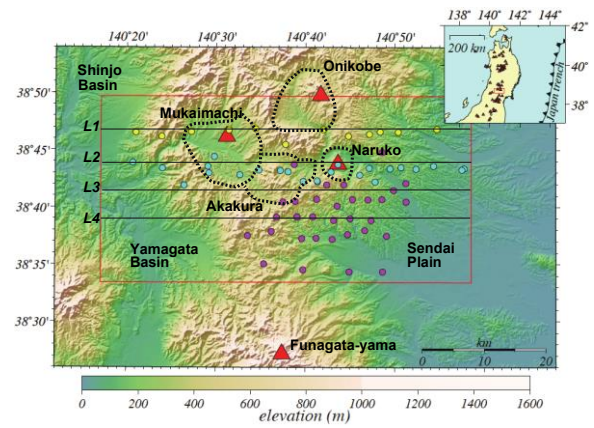 138° 140° 142° 144°
42°
200 km
40°
38°
Japan trench
140°20' 140°30' 140°40' 140°50'
Onikobe
Shinjo
Basin
38°50'
Mukaimachi
L1
Naruko
38°45'
L2
L3
Akakura
38°40'
L4
Yamagata
Basin
Sendai
Plain
38°35'
38°30'
Funagata-yama
km
0 10 20
0 200 400 600 800 1000 1200 1400 1600
elevation (m)